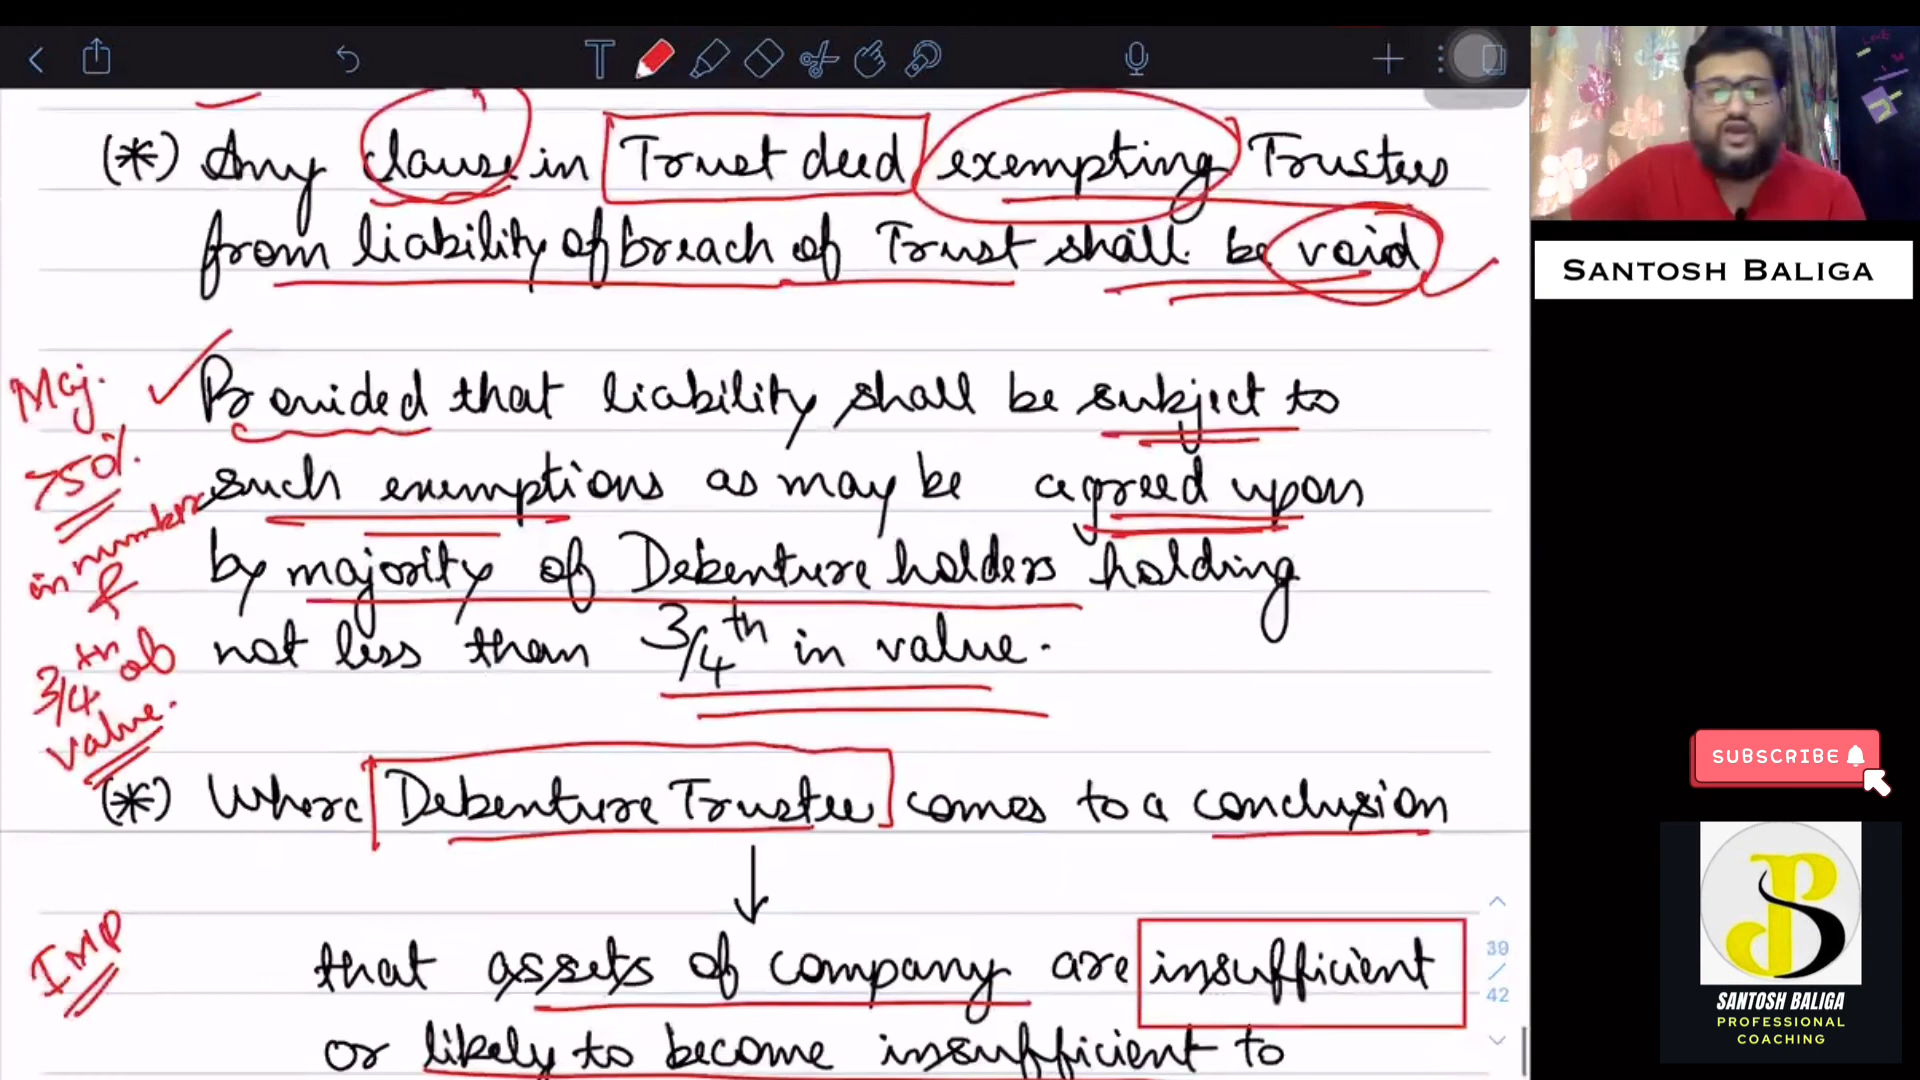 (*) Any clause in Trust deed exempting Trustees
from liability of breach of Trust shall be void
Provided that liability shall be subject to
such exemptions as may be agreed upon
by majority of Debenture holders holding
not less than 3/4th in value.
Maj.
>50%
in number
&
3/4th of
value.
(*) Where Debenture Trustee comes to a conclusion
↓
IMP
that assets of company are insufficient
or likely to become insufficient to
39
/
42
SANTOSH BALIGA
SUBSCRIBE
SANTOSH BALIGA
PROFESSIONAL
COACHING